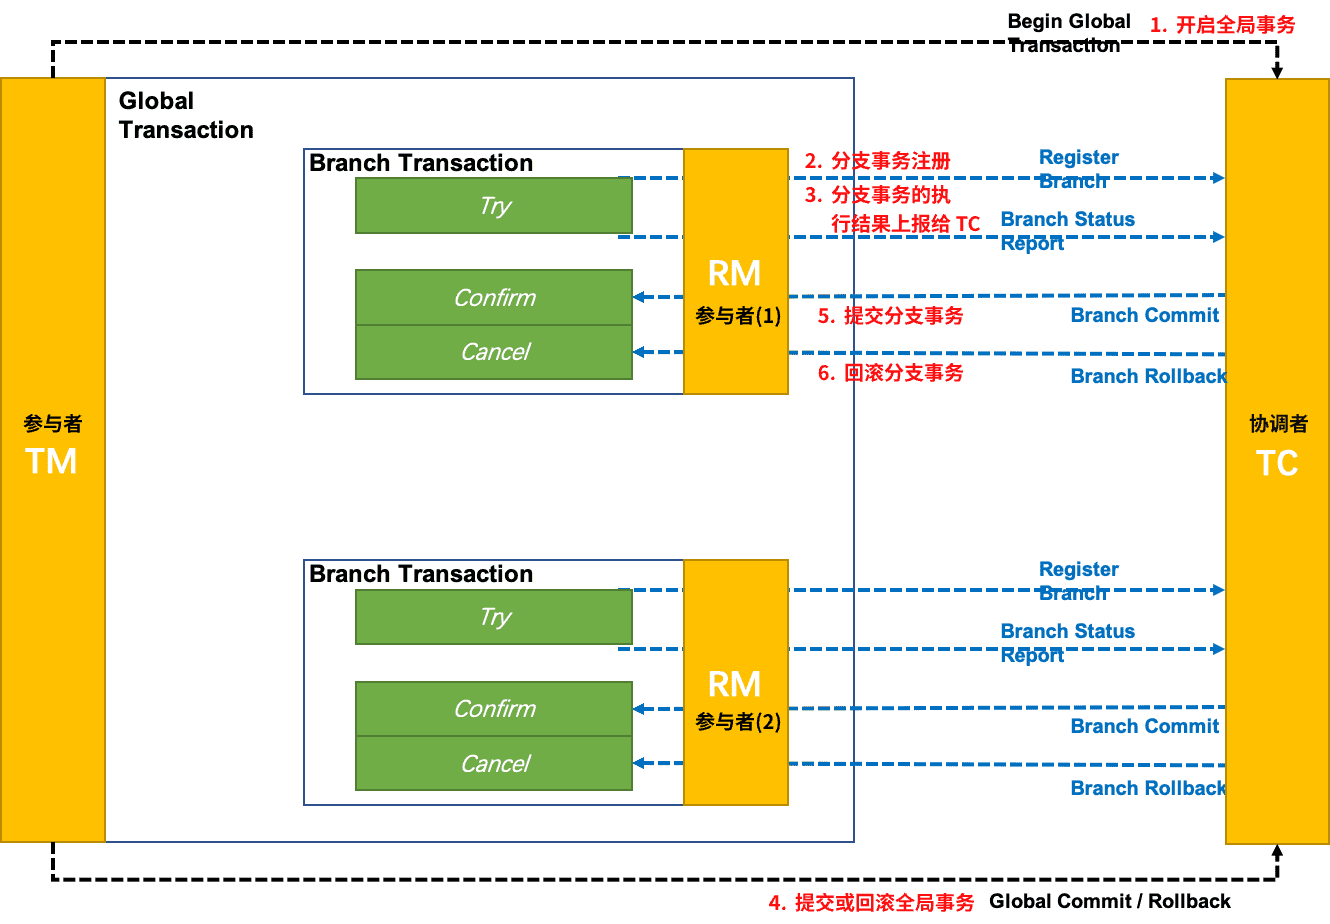 Begin Global
Transaction
1. 开启全局事务
Global
Transaction
Branch Transaction
Try
Confirm
Cancel
RM
参与者(1)
2. 分支事务注册
Register
Branch
3. 分支事务的执
行结果上报给 TC
Branch Status
Report
5. 提交分支事务
Branch Commit
6. 回滚分支事务
Branch Rollback
参与者
TM
协调者
TC
Branch Transaction
Try
Confirm
Cancel
RM
参与者(2)
Register
Branch
Branch Status
Report
Branch Commit
Branch Rollback
4. 提交或回滚全局事务
Global Commit / Rollback